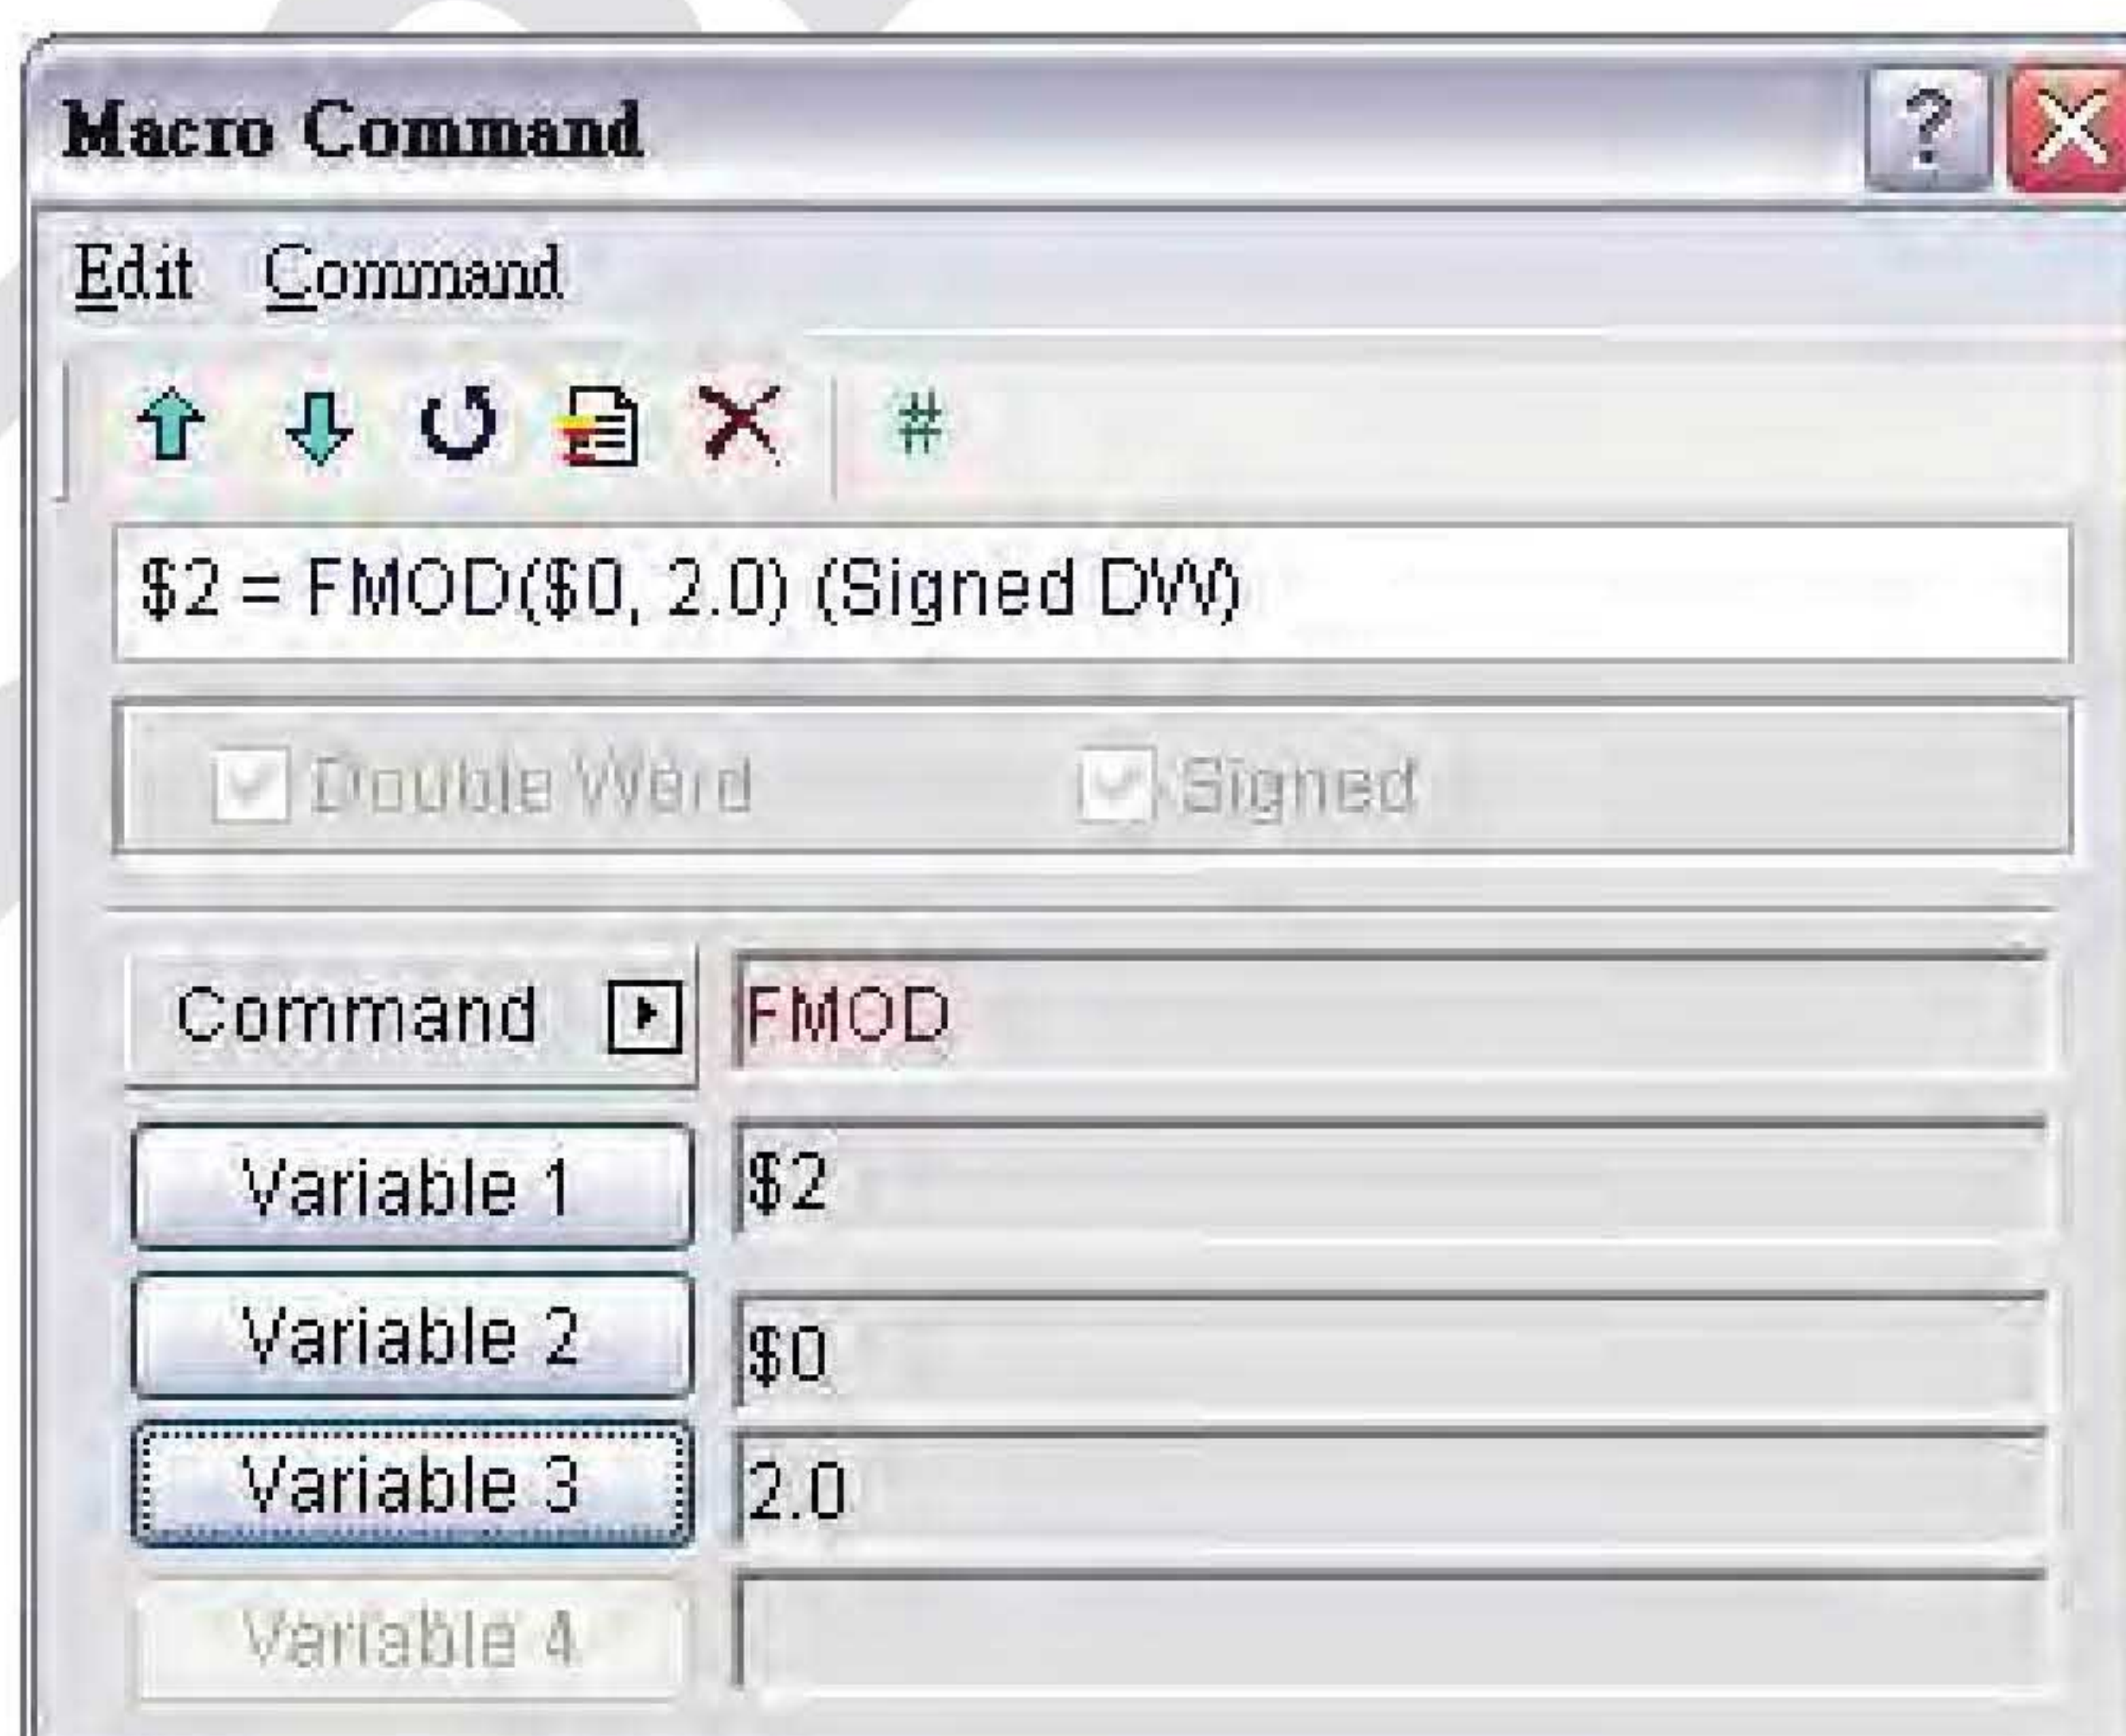 Macro Command
?
Edit Command
#
$2 = FMOD($0, 2.0) (Signed DW)
Double Word Signed
Command FMOD
Variable 1 $2
Variable 2 $0
Variable 3 2.0
Variable 4